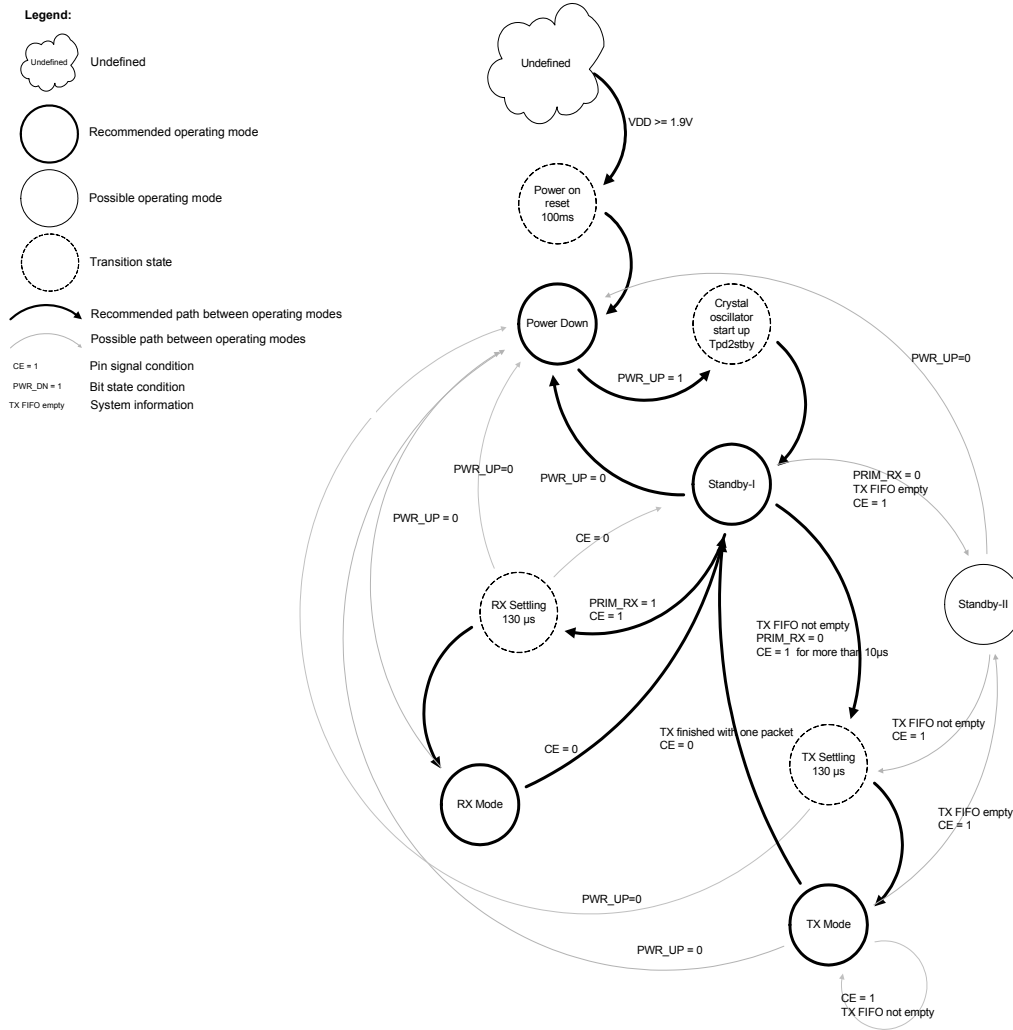 Legend:
Undefined
Undefined
Recommended operating mode
Possible operating mode
Transition state
Recommended path between operating modes
Possible path between operating modes
CE = 1
Pin signal condition
PWR_DN = 1
Bit state condition
TX FIFO empty
System information
Undefined
VDD >= 1.9V
Power on
reset
100ms
Power Down
Crystal
oscillator
start up
Tpd2stby
PWR_UP = 1
PWR_UP=0
PWR_UP=0
PWR_UP = 0
Standby-I
PRIM_RX = 0
TX FIFO empty
CE = 1
PWR_UP = 0
CE = 0
RX Settling
130 µs
PRIM_RX = 1
CE = 1
Standby-II
TX FIFO not empty
PRIM_RX = 0
CE = 1 for more than 10µs
TX FIFO not empty
CE = 1
TX finished with one packet
CE = 0
CE = 0
TX Settling
130 µs
RX Mode
TX FIFO empty
CE = 1
PWR_UP=0
TX Mode
PWR_UP = 0
CE = 1
TX FIFO not empty